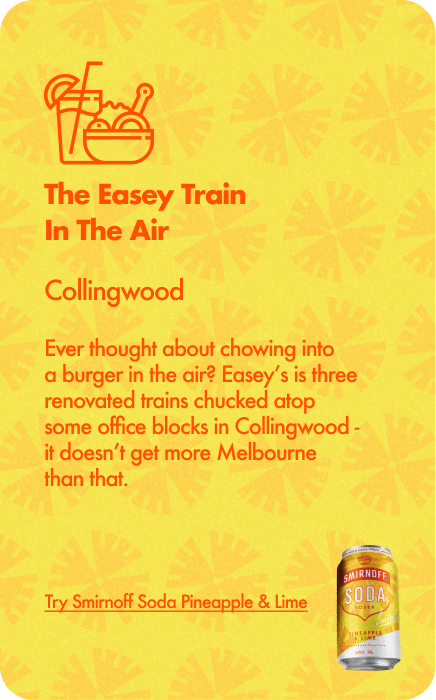 The Easey Train
In The Air
Collingwood
Ever thought about chowing into
a burger in the air? Easey’s is three
renovated trains chucked atop
some office blocks in Collingwood -
it doesn’t get more Melbourne
than that.
Try Smirnoff Soda Pineapple & Lime
SMIRNOFF
SODA
VODKA
PINEAPPLE
& LIME